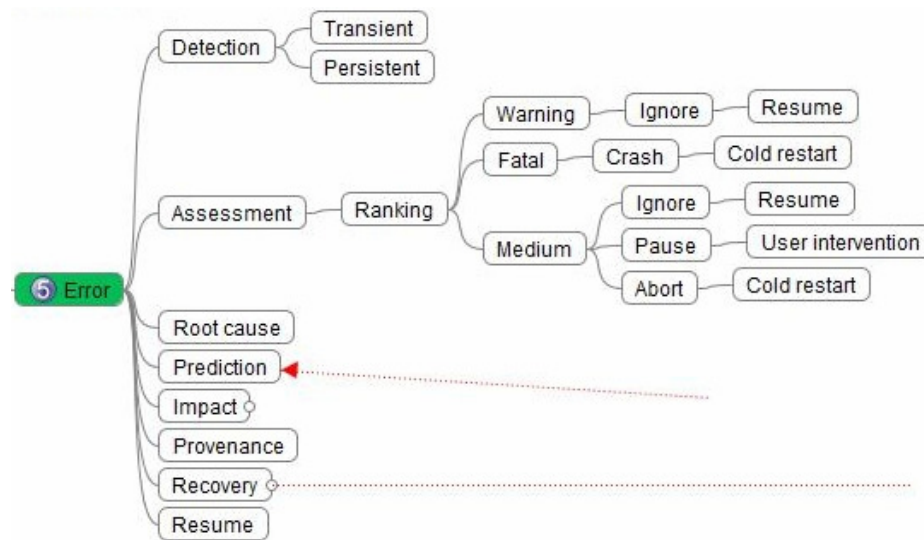 Transient
Detection
Persistent
Warning
Ignore
Resume
Fatal
Crash
Cold restart
Assessment
Ranking
Ignore
Resume
Medium
Pause
User intervention
Abort
Cold restart
5 Error
Root cause
Prediction
Impact
Provenance
Recovery
Resume